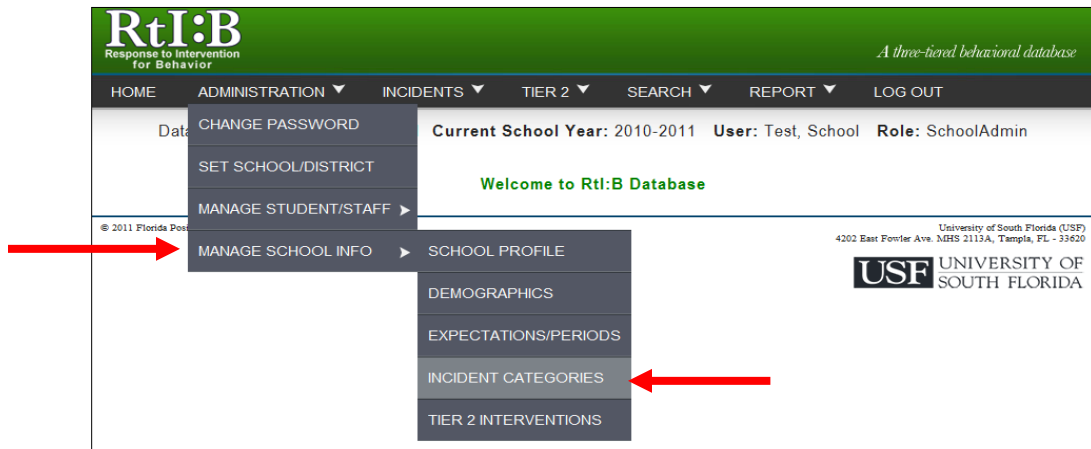 RtI:B
Response to Intervention
for Behavior
A three-tiered behavioral database
HOME ADMINISTRATION INCIDENTS TIER 2 SEARCH REPORT LOG OUT
Data Current School Year: 2010-2011 User: Test, School Role: SchoolAdmin
CHANGE PASSWORD
SET SCHOOL/DISTRICT
MANAGE STUDENT/STAFF
MANAGE SCHOOL INFO
Welcome to RtI:B Database
© 2011 Florida Posi
SCHOOL PROFILE
DEMOGRAPHICS
EXPECTATIONS/PERIODS
INCIDENT CATEGORIES
TIER 2 INTERVENTIONS
University of South Florida (USF)
4202 East Fowler Ave. MHS 2113A, Tampla, FL - 33620
USF UNIVERSITY OF
SOUTH FLORIDA